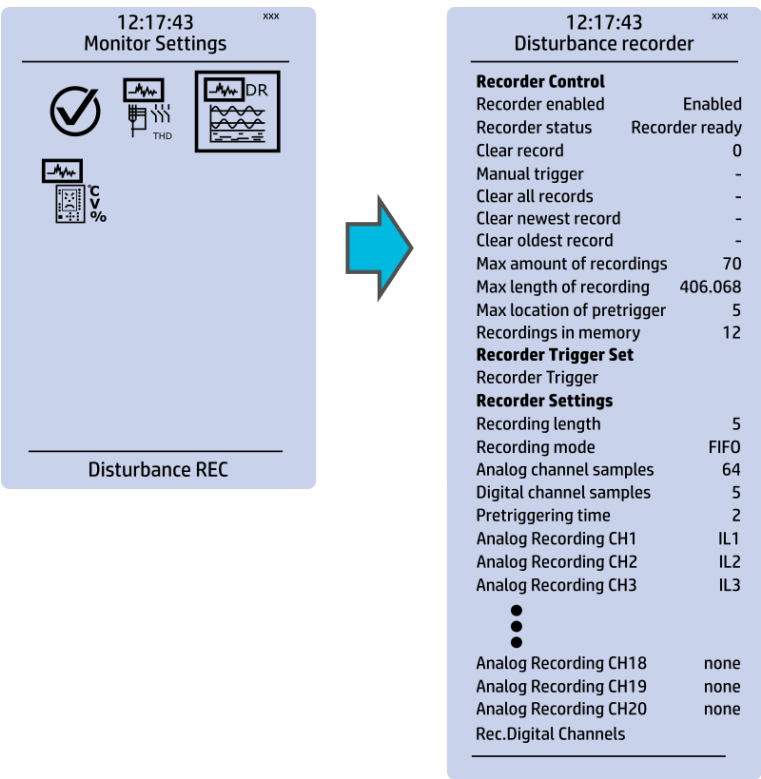 12:17:43 xxx
Monitor Settings
DR
THD
°C
V
%
Disturbance REC
12:17:43 xxx
Disturbance recorder
Recorder Control
Recorder enabled Enabled
Recorder status Recorder ready
Clear record 0
Manual trigger -
Clear all records -
Clear newest record -
Clear oldest record -
Max amount of recordings 70
Max length of recording 406.068
Max location of pretrigger 5
Recordings in memory 12
Recorder Trigger Set
Recorder Trigger
Recorder Settings
Recording length 5
Recording mode FIFO
Analog channel samples 64
Digital channel samples 5
Pretriggering time 2
Analog Recording CH1 IL1
Analog Recording CH2 IL2
Analog Recording CH3 IL3
Analog Recording CH18 none
Analog Recording CH19 none
Analog Recording CH20 none
Rec.Digital Channels